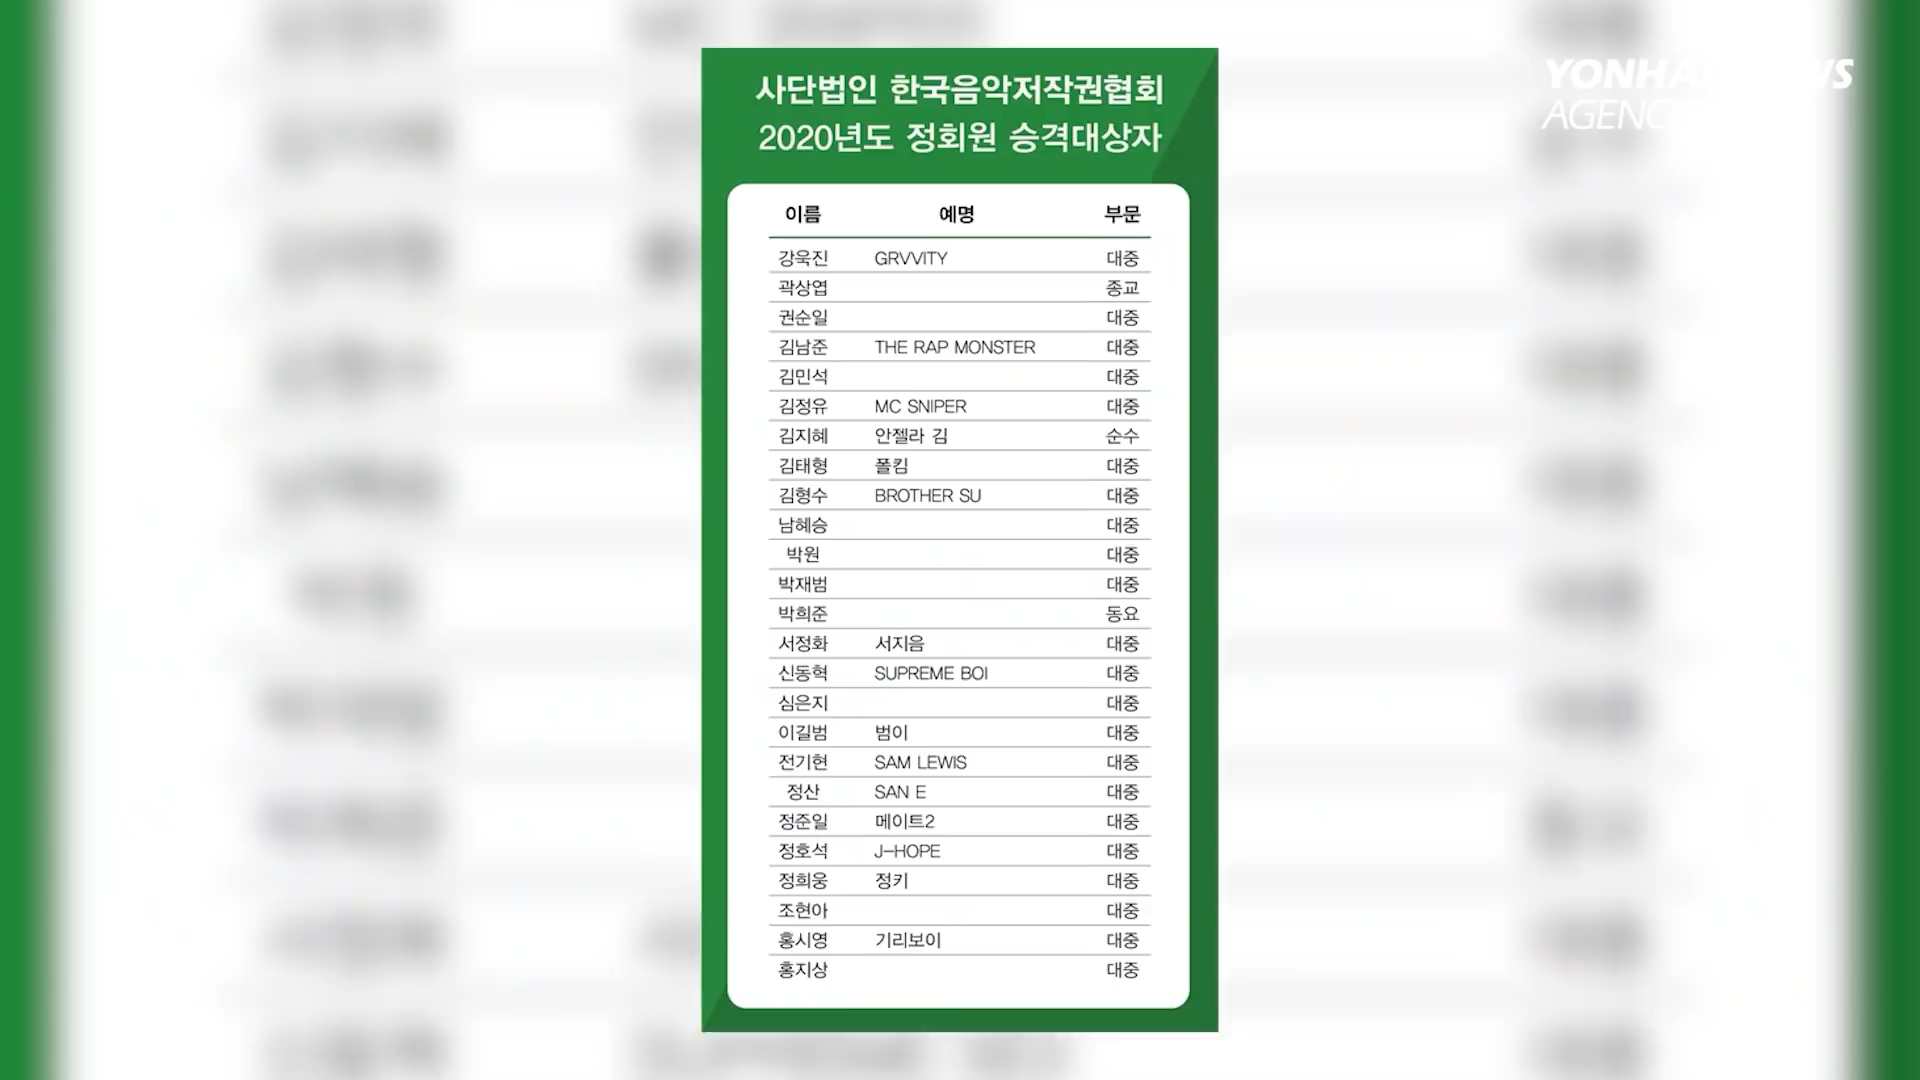 사단법인 한국음악저작권협회
2020년도 정회원 승격대상자
YONHAP NEWS
AGENCY
이름 예명 부문
강욱진 GRVVITY 대중
곽상엽 종교
권순일 대중
김남준 THE RAP MONSTER 대중
김민석 대중
김정유 MC SNIPER 대중
김지혜 안젤라 김 순수
김태형 폴킴 대중
김형수 BROTHER SU 대중
남혜승 대중
박원 대중
박재범 대중
박희준 동요
서정화 서지음 대중
신동혁 SUPREME BOI 대중
심은지 대중
이길범 범이 대중
전기현 SAM LEWIS 대중
정산 SAN E 대중
정준일 메이트2 대중
정호석 J-HOPE 대중
정희웅 정키 대중
조현아 대중
홍시영 기리보이 대중
홍지상 대중